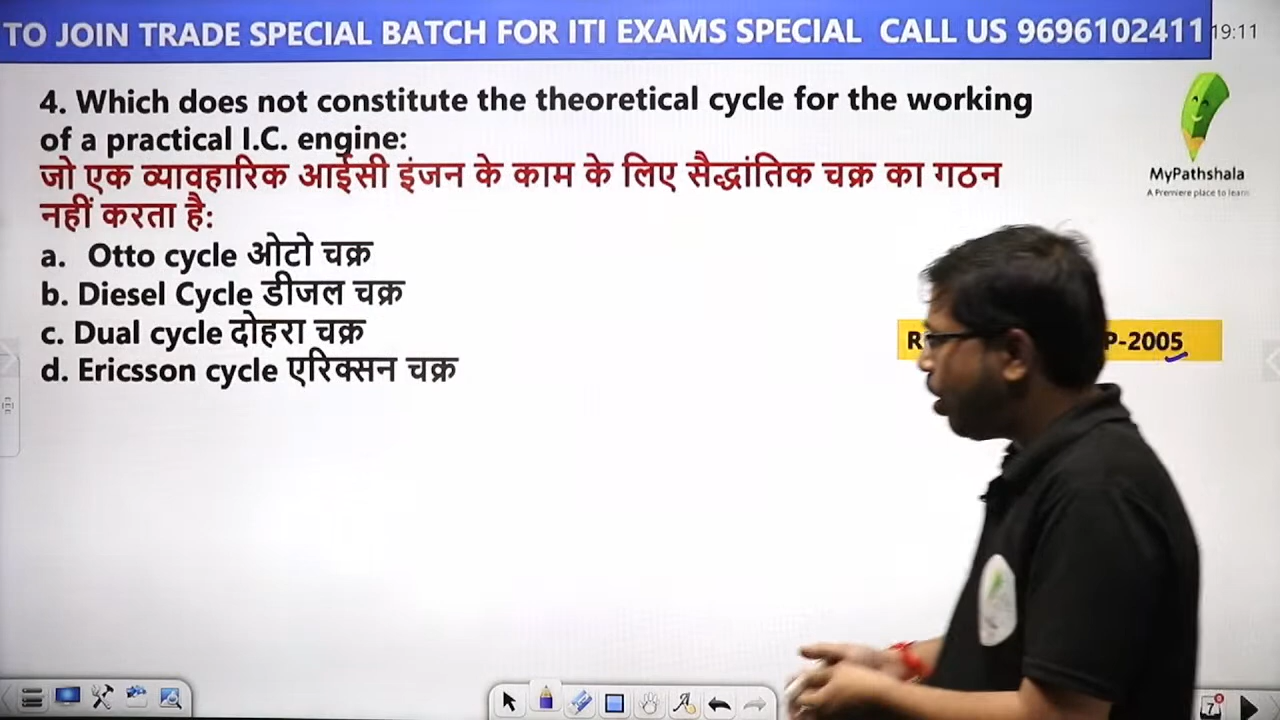 TO JOIN TRADE SPECIAL BATCH FOR ITI EXAMS SPECIAL CALL US 9696102411
19:11
4. Which does not constitute the theoretical cycle for the working
of a practical I.C. engine:
जो एक व्यावहारिक आईसी इंजन के काम के लिए सैद्धांतिक चक्र का गठन
नहीं करता है:
a. Otto cycle ओटो चक्र
b. Diesel Cycle डीजल चक्र
c. Dual cycle दोहरा चक्र
d. Ericsson cycle एरिक्सन चक्र
MyPathshala
A Premiere place to learn
P-2005
7